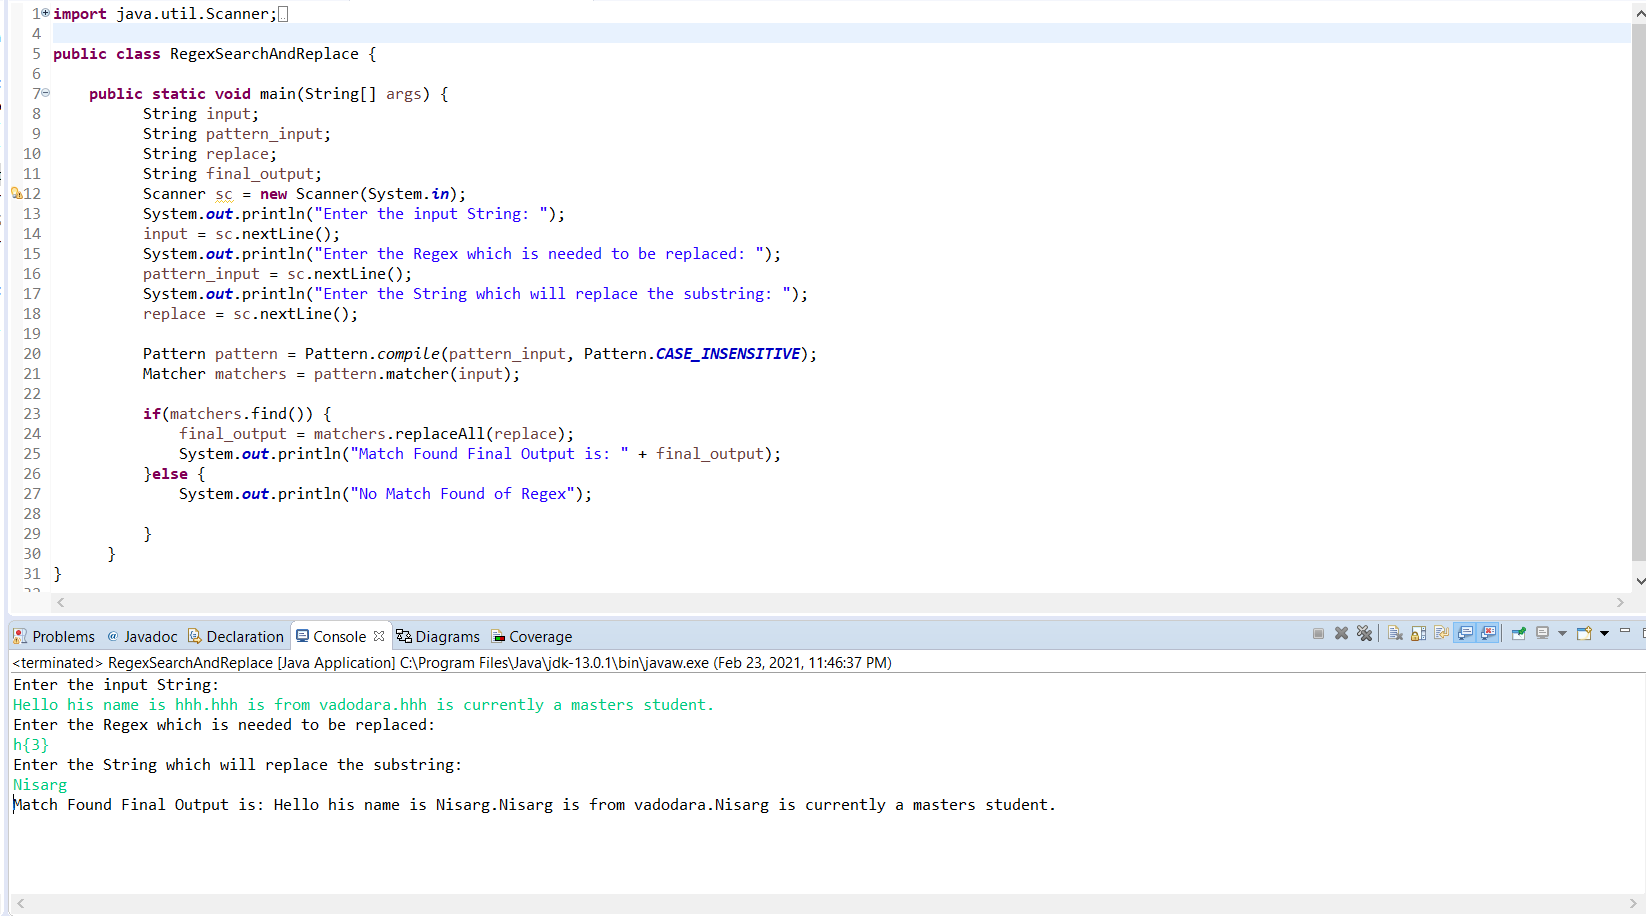 1 import java.util.Scanner;
4
5 public class RegexSearchAndReplace {
6
7     public static void main(String[] args) {
8           String input;
9           String pattern_input;
10           String replace;
11           String final_output;
12           Scanner sc = new Scanner(System.in);
13           System.out.println("Enter the input String: ");
14           input = sc.nextLine();
15           System.out.println("Enter the Regex which is needed to be replaced: ");
16           pattern_input = sc.nextLine();
17           System.out.println("Enter the String which will replace the substring: ");
18           replace = sc.nextLine();
19
20           Pattern pattern = Pattern.compile(pattern_input, Pattern.CASE_INSENSITIVE);
21           Matcher matchers = pattern.matcher(input);
22
23           if(matchers.find()) {
24               final_output = matchers.replaceAll(replace);
25               System.out.println("Match Found Final Output is: " + final_output);
26           }else {
27               System.out.println("No Match Found of Regex");
28
29           }
30       }
31 }
Problems @ Javadoc Declaration Console Diagrams Coverage
<terminated> RegexSearchAndReplace [Java Application] C:\Program Files\Java\jdk-13.0.1\bin\javaw.exe (Feb 23, 2021, 11:46:37 PM)
Enter the input String:
Hello his name is hhh.hhh is from vadodara.hhh is currently a masters student.
Enter the Regex which is needed to be replaced:
h{3}
Enter the String which will replace the substring:
Nisarg
Match Found Final Output is: Hello his name is Nisarg.Nisarg is from vadodara.Nisarg is currently a masters student.